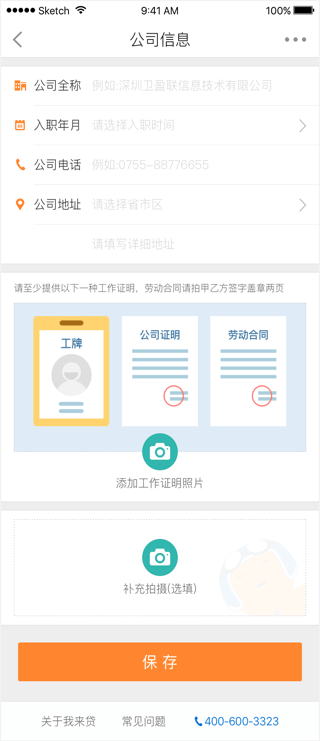 Sketch 9:41 AM 100%
公司信息
公司全称 例如:深圳卫盈联信息技术有限公司
入职年月 请选择入职时间
公司电话 例如:0755-88776655
公司地址 请选择省市区
请填写详细地址
请至少提供以下一种工作证明，劳动合同请拍甲乙方签字盖章两页
工牌 公司证明 劳动合同
添加工作证明照片
补充拍摄(选填)
保存
关于我来贷 常见问题 400-600-3323